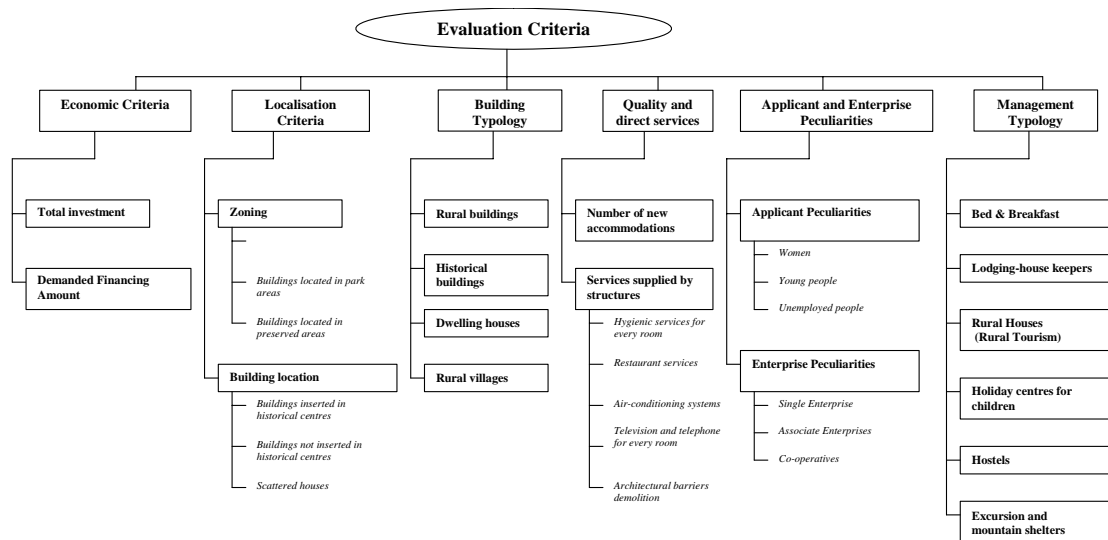 Evaluation Criteria
Economic Criteria
Total investment
Demanded Financing
Amount
Localisation
Criteria
Zoning
Buildings located in park
areas
Buildings located in
preserved areas
Building location
Buildings inserted in
historical centres
Buildings not inserted in
historical centres
Scattered houses
Building
Typology
Rural buildings
Historical
buildings
Dwelling houses
Rural villages
Quality and
direct services
Number of new
accommodations
Services supplied by
structures
Hygienic services for
every room
Restaurant services
Air-conditioning systems
Television and telephone
for every room
Architectural barriers
demolition
Applicant and Enterprise
Peculiarities
Applicant Peculiarities
Women
Young people
Unemployed people
Enterprise Peculiarities
Single Enterprise
Associate Enterprises
Co-operatives
Management
Typology
Bed & Breakfast
Lodging-house keepers
Rural Houses
(Rural Tourism)
Holiday centres for
children
Hostels
Excursion and
mountain shelters